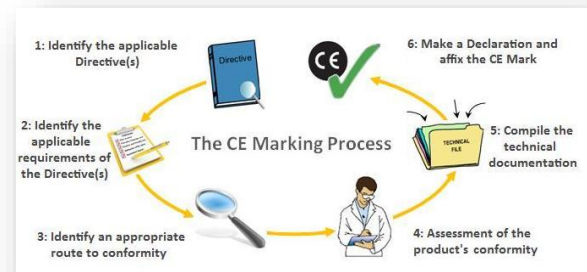 1: Identify the applicable
Directive(s)
Directive
6: Make a Declaration and
affix the CE Mark
CE
2: Identify the
applicable
requirements of
the Directive(s)
The CE Marking Process
TECHNICAL
FILE
5: Compile the
technical
documentation
3: Identify an appropriate
route to conformity
4: Assessment of the
product's conformity